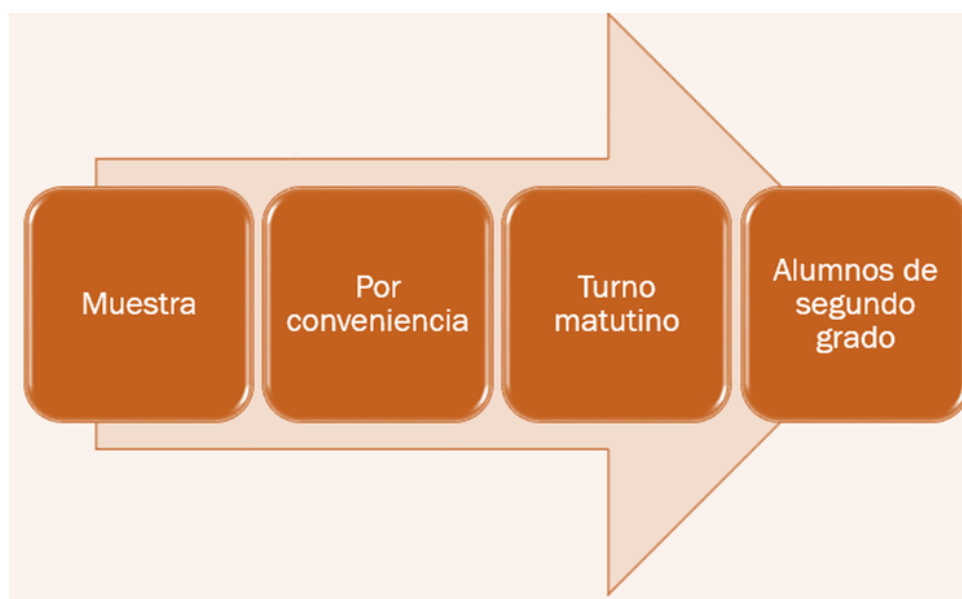 Muestra
Por
conveniencia
Turno
matutino
Alumnos de
segundo
grado